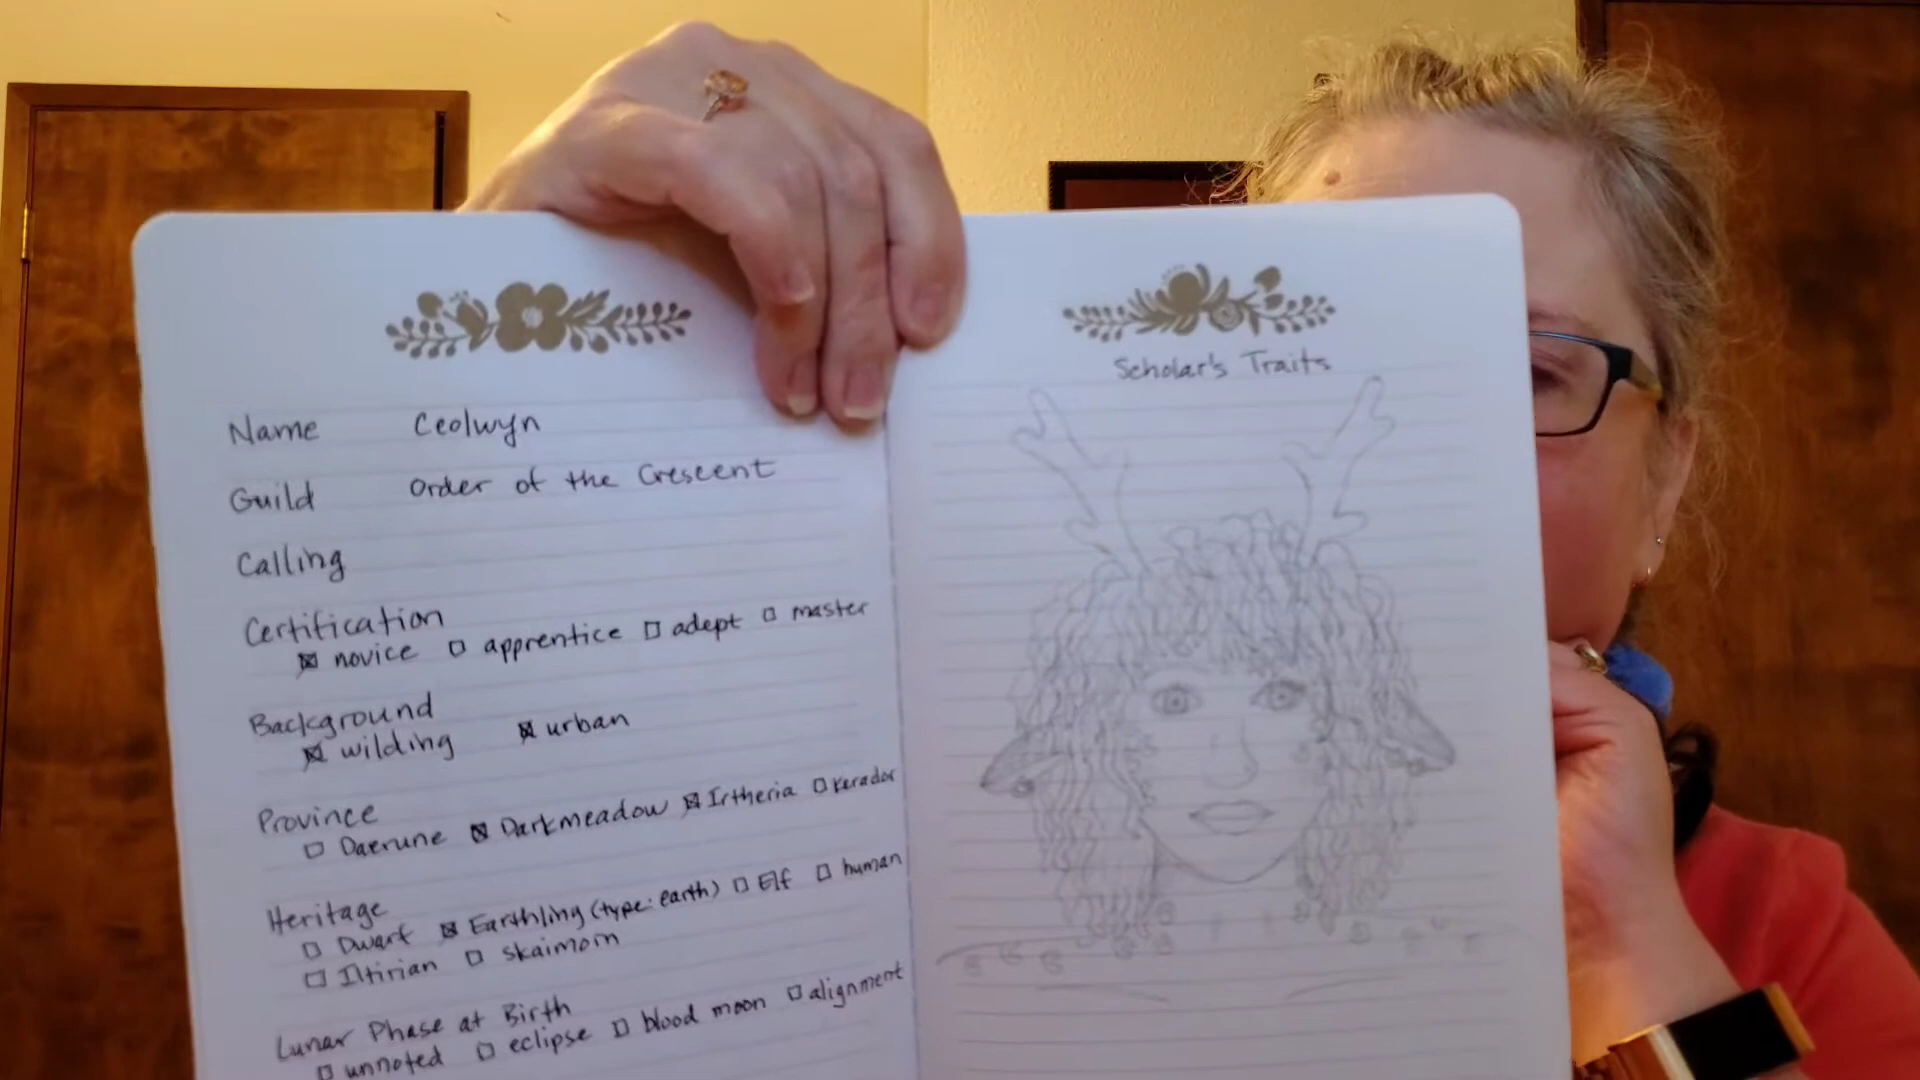 Name Ceolwyn
Guild Order of the Crescent
Calling
Certification
☒ novice ☐ apprentice ☐ adept ☐ master
Background
☒ wilding ☒ urban
Province
☐ Daerune ☒ Darkmeadow ☒ Irtheria ☐ Kerador
Heritage
☐ Dwarf ☒ Earthling (type: earth) ☐ Elf ☐ human
☐ Iltirian ☐ skaimorn
Lunar Phase at Birth
☐ unnoted ☐ eclipse ☐ blood moon ☐ alignment
Scholar's Traits